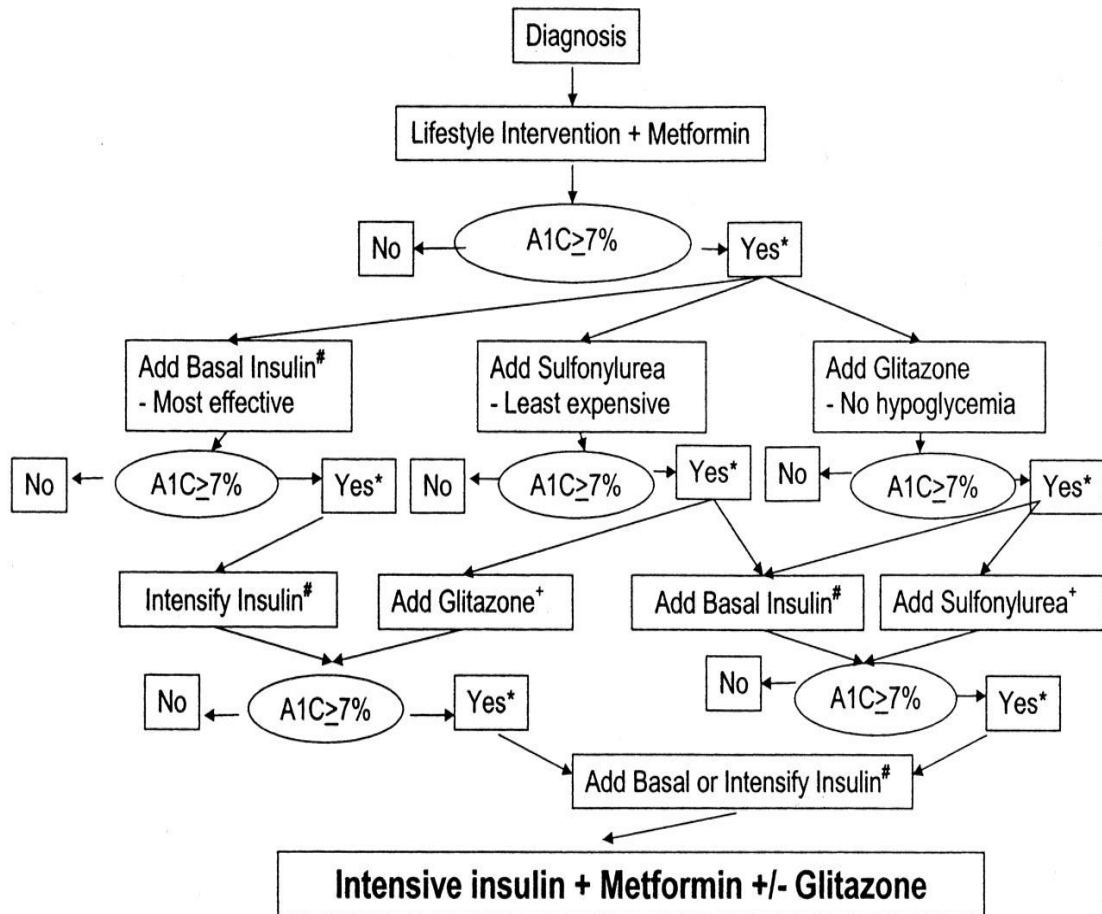 Diagnosis
Lifestyle Intervention + Metformin
No
A1C≥7%
Yes*
Add Basal Insulin#
- Most effective
Add Sulfonylurea
- Least expensive
Add Glitazone
- No hypoglycemia
No
A1C≥7%
Yes*
No
A1C≥7%
Yes*
No
A1C≥7%
Yes*
Intensify Insulin#
Add Glitazone+
Add Basal Insulin#
Add Sulfonylurea+
No
A1C≥7%
Yes*
No
A1C≥7%
Yes*
Add Basal or Intensify Insulin#
Intensive insulin + Metformin +/- Glitazone